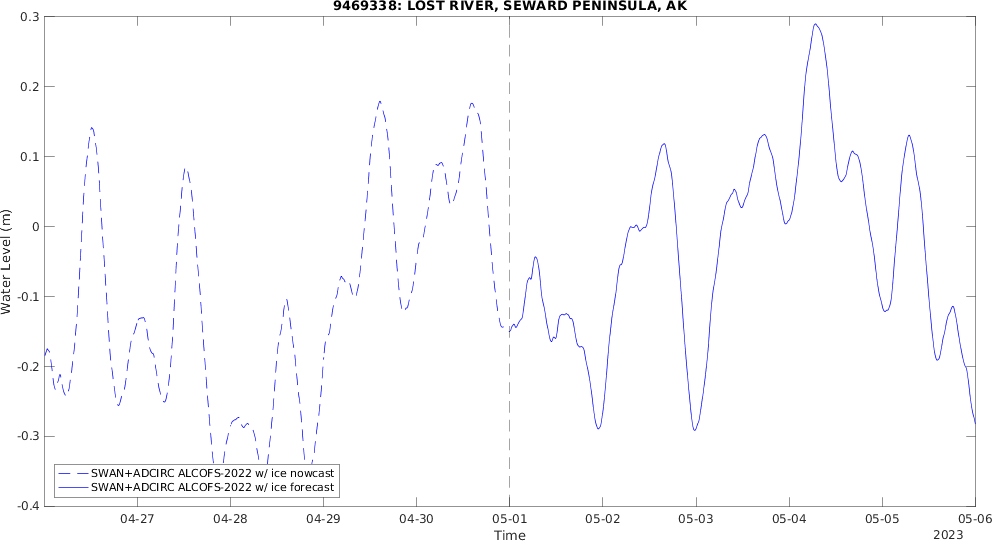 9469338: LOST RIVER, SEWARD PENINSULA, AK
0.3
0.2
0.1
0
-0.1
-0.2
-0.3
-0.4
Water Level (m)
SWAN+ADCIRC ALCOFS-2022 w/ ice nowcast
SWAN+ADCIRC ALCOFS-2022 w/ ice forecast
04-27 04-28 04-29 04-30 05-01 05-02 05-03 05-04 05-05 05-06
Time
2023